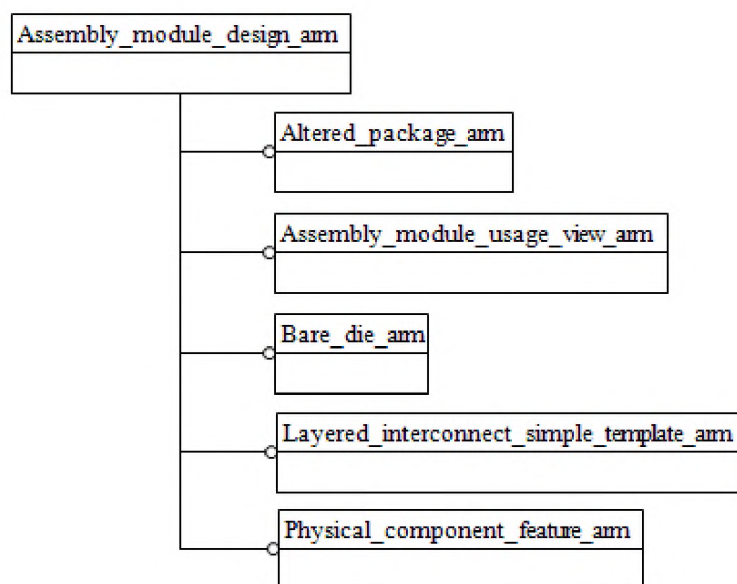 Assembly_module_design_arm
Altered_package_arm
Assembly_module_usage_view_arm
Bare_die_arm
Layered_interconnect_simple_template_arm
Physical_component_feature_arm